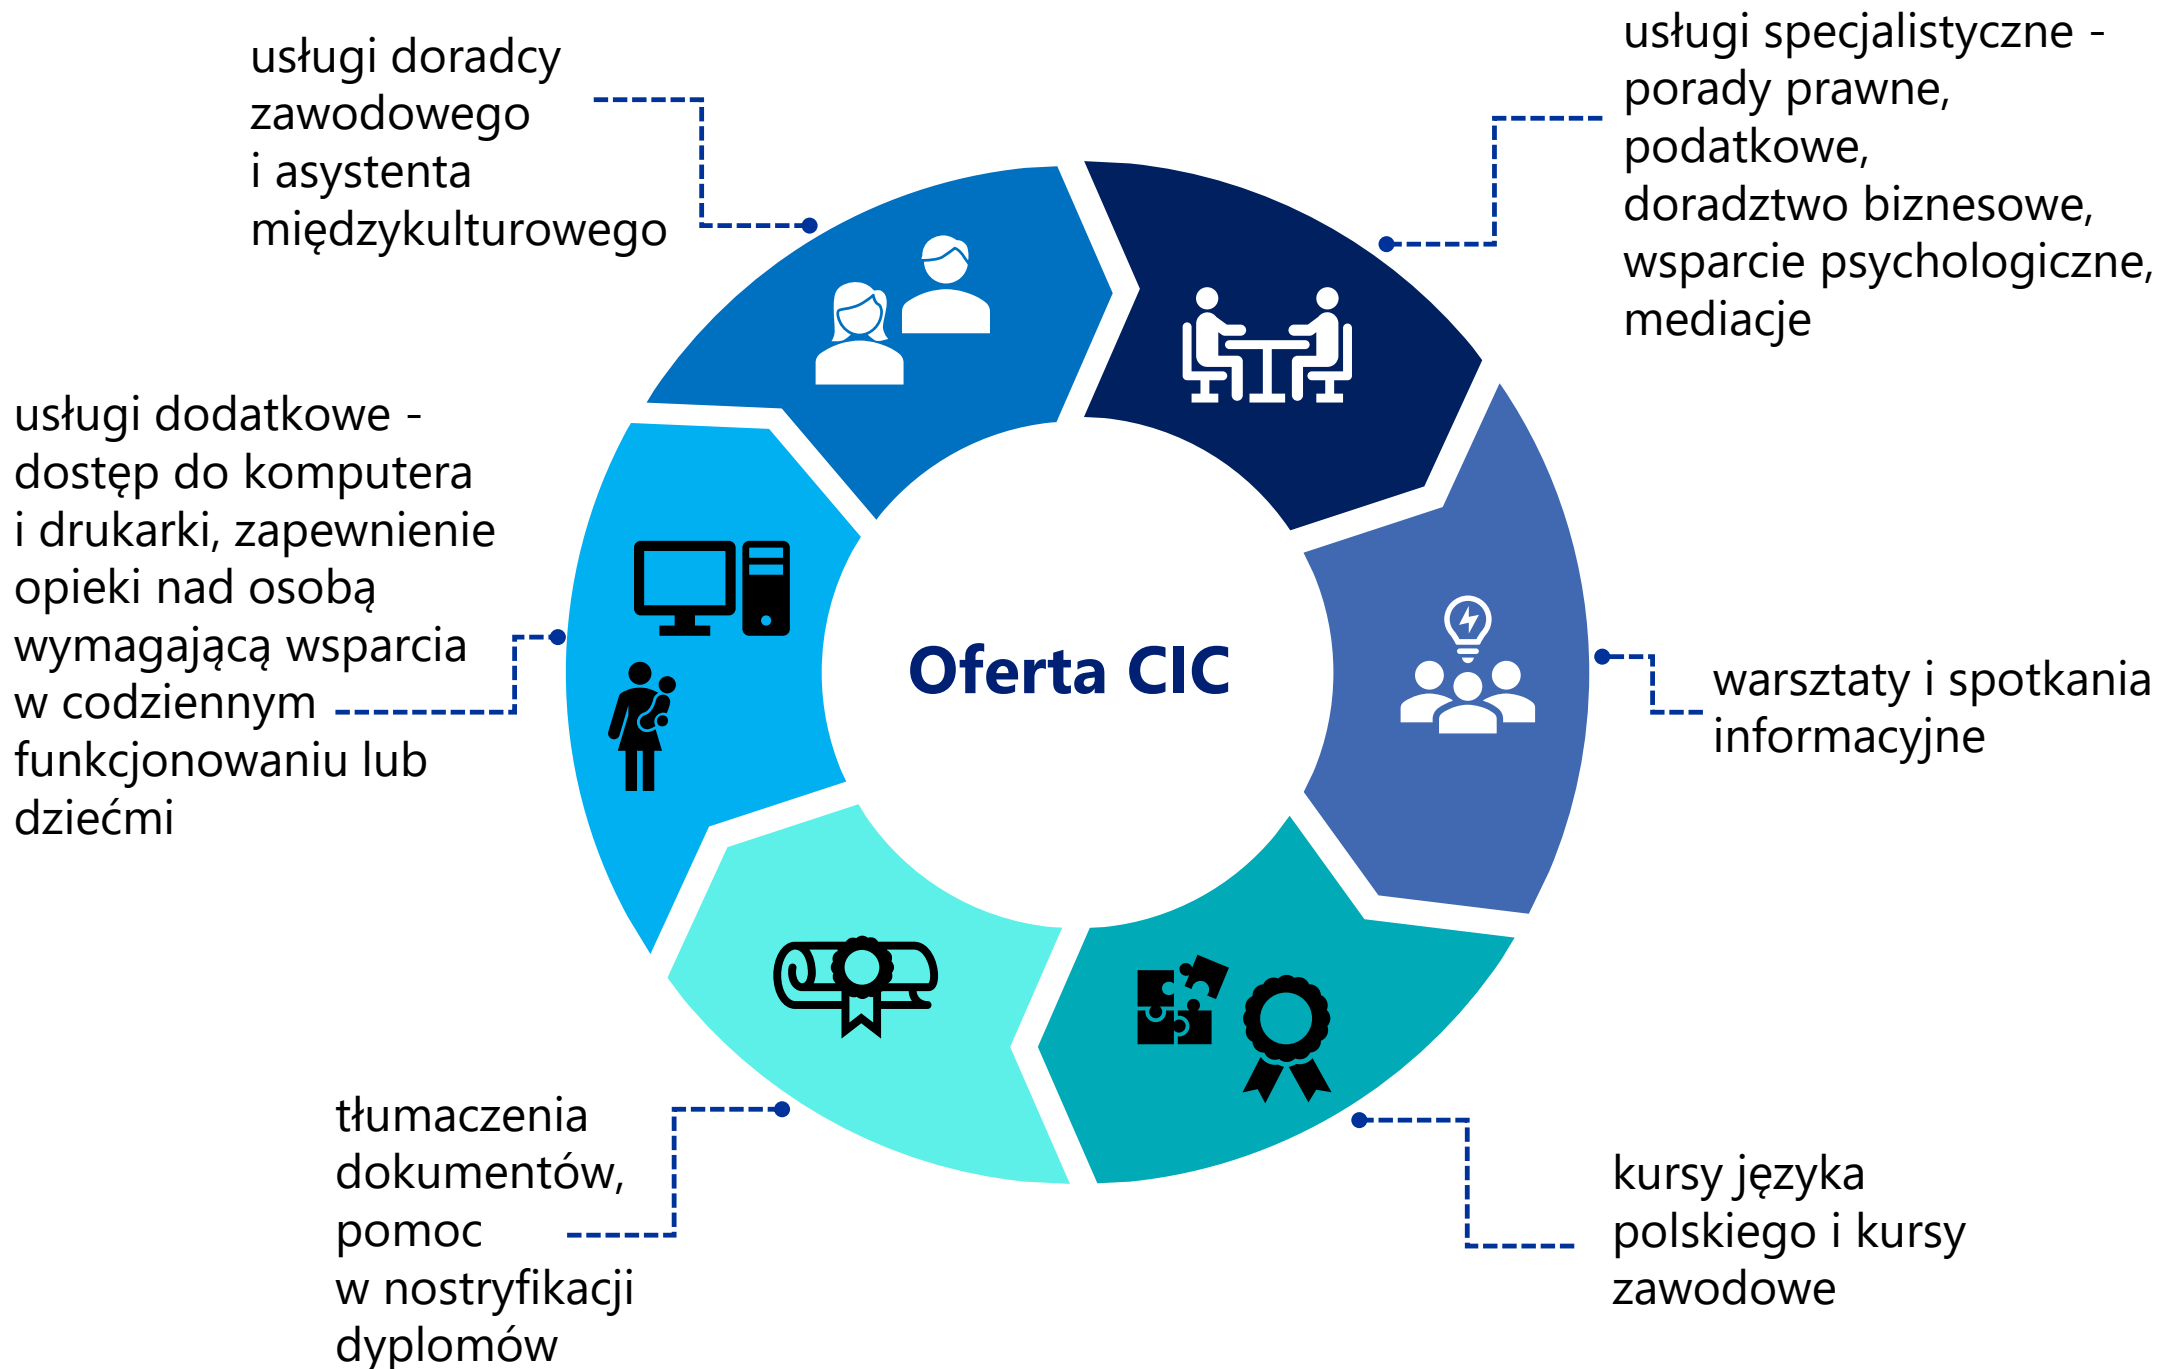 usługi doradcy
zawodowego
i asystenta
międzykulturowego
usługi specjalistyczne -
porady prawne,
podatkowe,
doradztwo biznesowe,
wsparcie psychologiczne,
mediacje
usługi dodatkowe -
dostęp do komputera
i drukarki, zapewnienie
opieki nad osobą
wymagającą wsparcia
w codziennym
funkcjonowaniu lub
dziećmi
Oferta CIC
warsztaty i spotkania
informacyjne
tłumaczenia
dokumentów,
pomoc
w nostryfikacji
dyplomów
kursy języka
polskiego i kursy
zawodowe